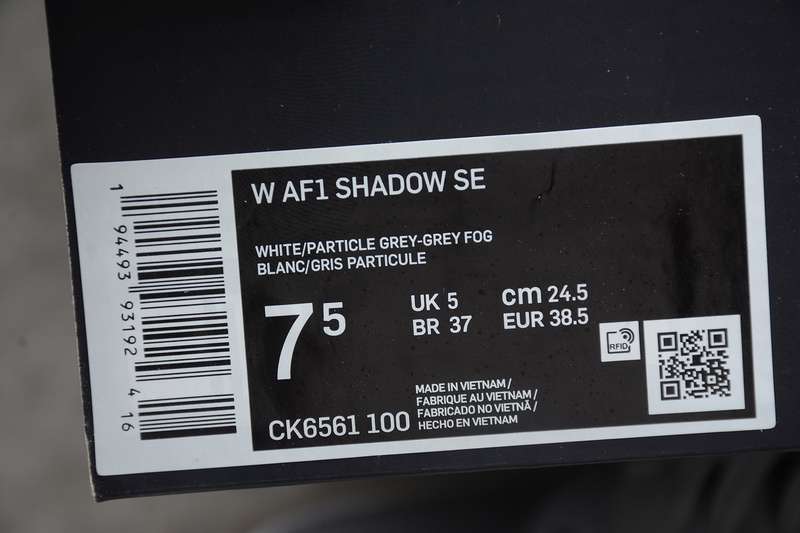 W AF1 SHADOW SE
WHITE/PARTICLE GREY-GREY FOG
BLANC/GRIS PARTICULE
7 5
UK 5
BR 37
cm 24.5
EUR 38.5
RFID
CK6561 100
MADE IN VIETNAM /
FABRIQUE AU VIETNAM /
FABRICADO NO VIETNÃ /
HECHO EN VIETNAM
1 94493 93192 4 16